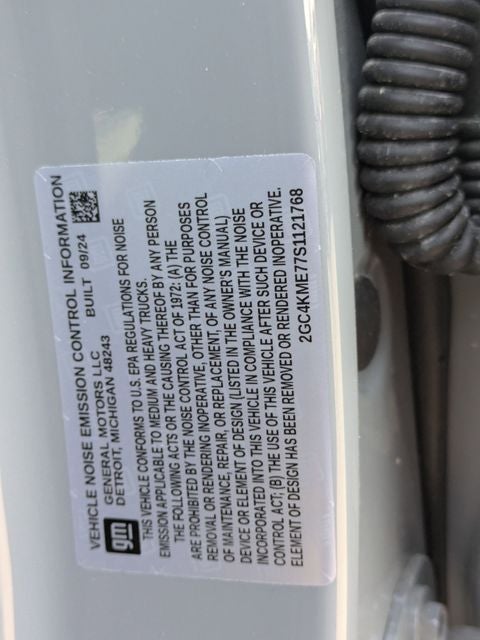 VEHICLE NOISE EMISSION CONTROL INFORMATION
gm
GENERAL MOTORS LLC
BUILT 09/24
DETROIT, MICHIGAN 48243
THIS VEHICLE CONFORMS TO U.S. EPA REGULATIONS FOR NOISE
EMISSION APPLICABLE TO MEDIUM AND HEAVY TRUCKS.
THE FOLLOWING ACTS OR THE CAUSING THEREOF BY ANY PERSON
ARE PROHIBITED BY THE NOISE CONTROL ACT OF 1972: (A) THE
REMOVAL OR RENDERING INOPERATIVE, OTHER THAN FOR PURPOSES
OF MAINTENANCE, REPAIR, OR REPLACEMENT, OF ANY NOISE CONTROL
DEVICE OR ELEMENT OF DESIGN (LISTED IN THE OWNER'S MANUAL)
INCORPORATED INTO THIS VEHICLE IN COMPLIANCE WITH THE NOISE
CONTROL ACT; (B) THE USE OF THIS VEHICLE AFTER SUCH DEVICE OR
ELEMENT OF DESIGN HAS BEEN REMOVED OR RENDERED INOPERATIVE.
2GC4KME77S1121768